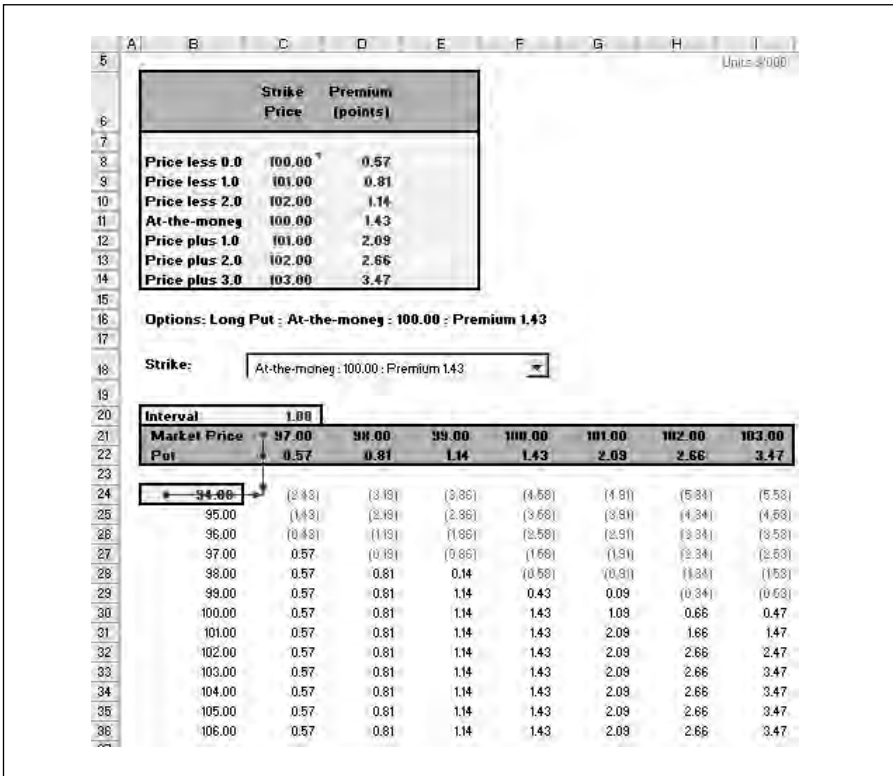 A B C D E F G H I
5 Units $'000
6 Strike Price Premium (points)
7
8 Price less 0.0 100.00 0.57
9 Price less 1.0 101.00 0.81
10 Price less 2.0 102.00 1.14
11 At-the-money 100.00 1.43
12 Price plus 1.0 101.00 2.09
13 Price plus 2.0 102.00 2.66
14 Price plus 3.0 103.00 3.47
15
16 Options: Long Put : At-the-money : 100.00 : Premium 1.43
17
18 Strike: At-the-money : 100.00 : Premium 1.43
19
20 Interval 1.00
21 Market Price 97.00 98.00 99.00 100.00 101.00 102.00 103.00
22 Put 0.57 0.81 1.14 1.43 2.09 2.66 3.47
23
24 94.00 (2.43) (3.19) (3.86) (4.58) (4.91) (5.34) (5.53)
25 95.00 (1.43) (2.19) (2.86) (3.58) (3.91) (4.34) (4.53)
26 96.00 (0.43) (1.19) (1.86) (2.58) (2.91) (3.34) (3.53)
27 97.00 0.57 (0.19) (0.86) (1.58) (1.91) (2.34) (2.53)
28 98.00 0.57 0.81 0.14 (0.58) (0.91) (1.34) (1.53)
29 99.00 0.57 0.81 1.14 0.43 0.09 (0.34) (0.53)
30 100.00 0.57 0.81 1.14 1.43 1.09 0.66 0.47
31 101.00 0.57 0.81 1.14 1.43 2.09 1.66 1.47
32 102.00 0.57 0.81 1.14 1.43 2.09 2.66 2.47
33 103.00 0.57 0.81 1.14 1.43 2.09 2.66 3.47
34 104.00 0.57 0.81 1.14 1.43 2.09 2.66 3.47
35 105.00 0.57 0.81 1.14 1.43 2.09 2.66 3.47
36 106.00 0.57 0.81 1.14 1.43 2.09 2.66 3.47